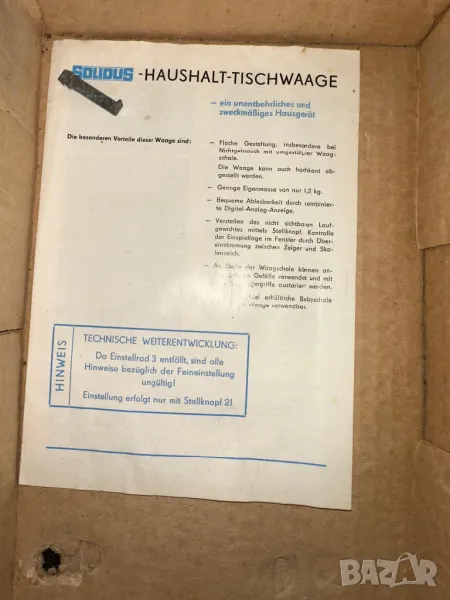 SOLIDUS -HAUSHALT-TISCHWAAGE
– ein unentbehrliches und
zweckmäßiges Hausgerät
Die besonderen Vorteile dieser Waage sind:
– Flache Gestaltung, insbesondere bei
Nichtgebrauch mit umgestülpter Waag-
schale.
Die Waage kann auch hochkant ab-
gestellt werden.
– Geringe Eigenmasse von nur 1,2 kg.
– Bequeme Ablesbarkeit durch kombinier-
te Digital-Analog-Anzeige.
– Verstellen des nicht sichtbaren Lauf-
gewichtes mittels Stellknopf. Kontrolle
der Einspiellage im Fenster durch Über-
einstimmung zwischen Zeiger und Ska-
lenstrich.
– An Stelle der Waagschale können an-
Gefäße verwendet und mit
austariert werden.
erhältliche Babyschale
Waage verwendbar.
HINWEIS
TECHNISCHE WEITERENTWICKLUNG:
Da Einstellrad 3 entfällt, sind alle
Hinweise bezüglich der Feineinstellung
ungültig!
Einstellung erfolgt nur mit Stellknopf 2!
BAZAR